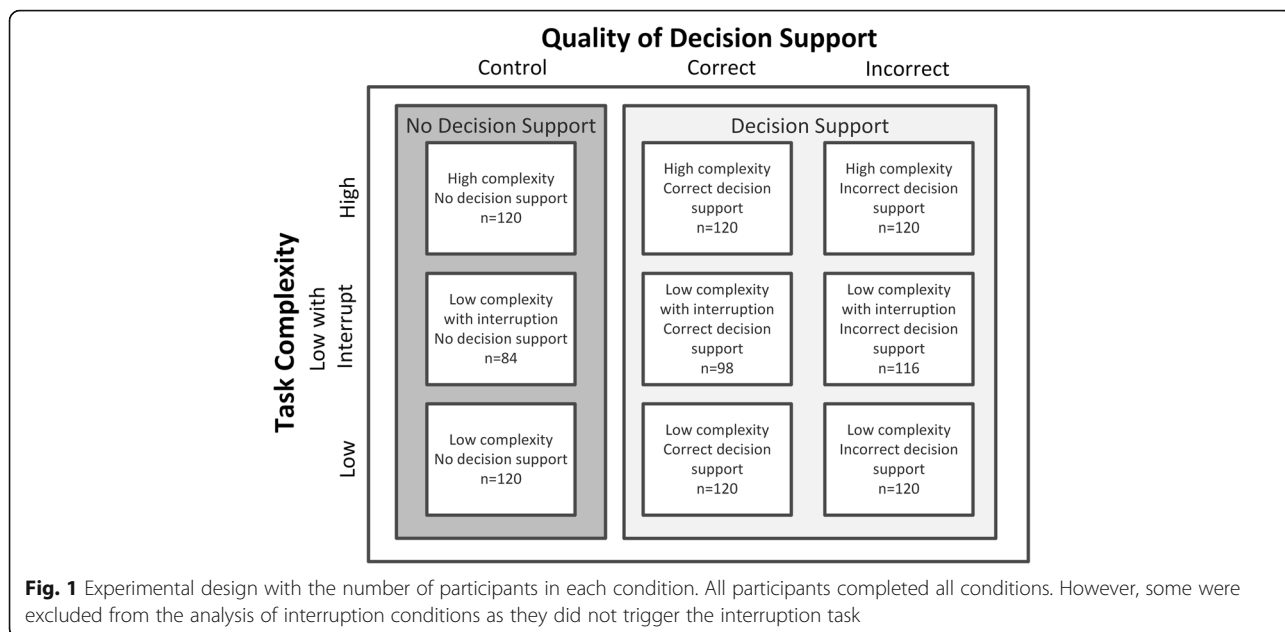 Quality of Decision Support
Control
Correct
Incorrect
Task Complexity
High
Low with
Interrupt
Low
No Decision Support
Decision Support
High complexity
No decision support
n=120
High complexity
Correct decision
support
n=120
High complexity
Incorrect decision
support
n=120
Low complexity
with interruption
No decision support
n=84
Low complexity
with interruption
Correct decision
support
n=98
Low complexity
with interruption
Incorrect decision
support
n=116
Low complexity
No decision support
n=120
Low complexity
Correct decision
support
n=120
Low complexity
Incorrect decision
support
n=120
Fig. 1 Experimental design with the number of participants in each condition. All participants completed all conditions. However, some were
excluded from the analysis of interruption conditions as they did not trigger the interruption task